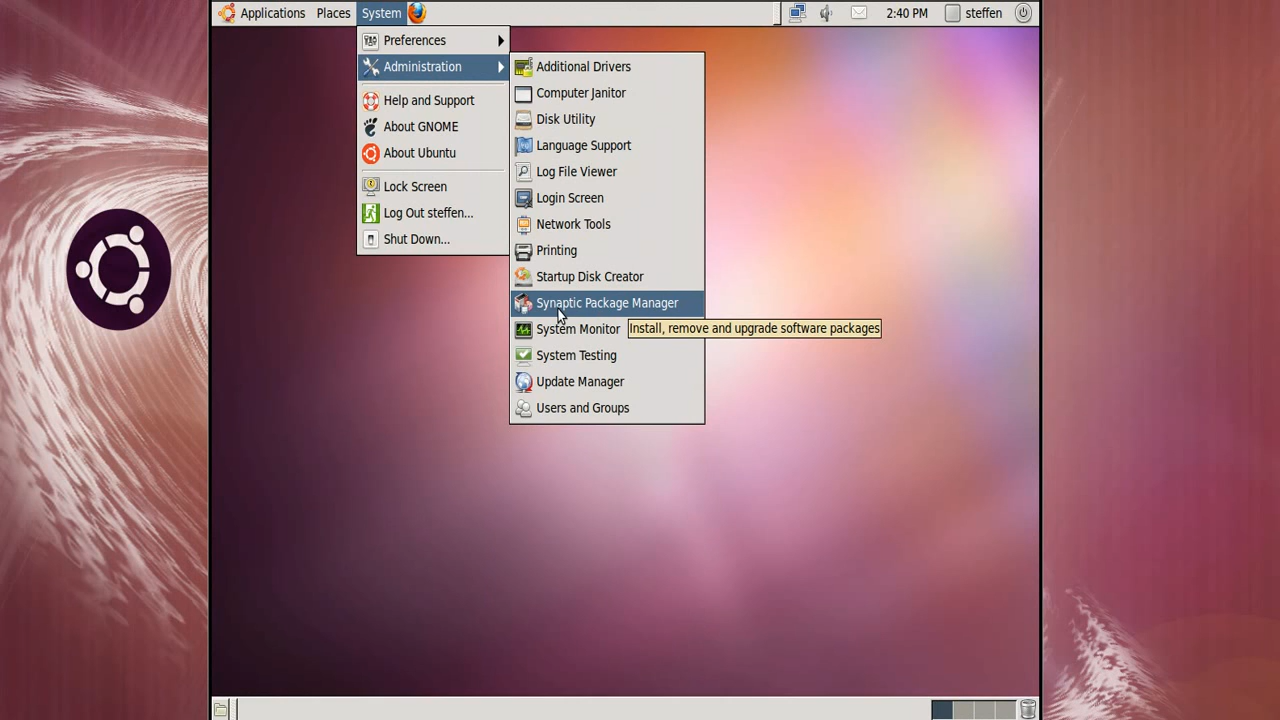 Applications Places System 2:40 PM steffen
Preferences
Administration
Help and Support
About GNOME
About Ubuntu
Lock Screen
Log Out steffen...
Shut Down...
Additional Drivers
Computer Janitor
Disk Utility
Language Support
Log File Viewer
Login Screen
Network Tools
Printing
Startup Disk Creator
Synaptic Package Manager
System Monitor
Install, remove and upgrade software packages
System Testing
Update Manager
Users and Groups